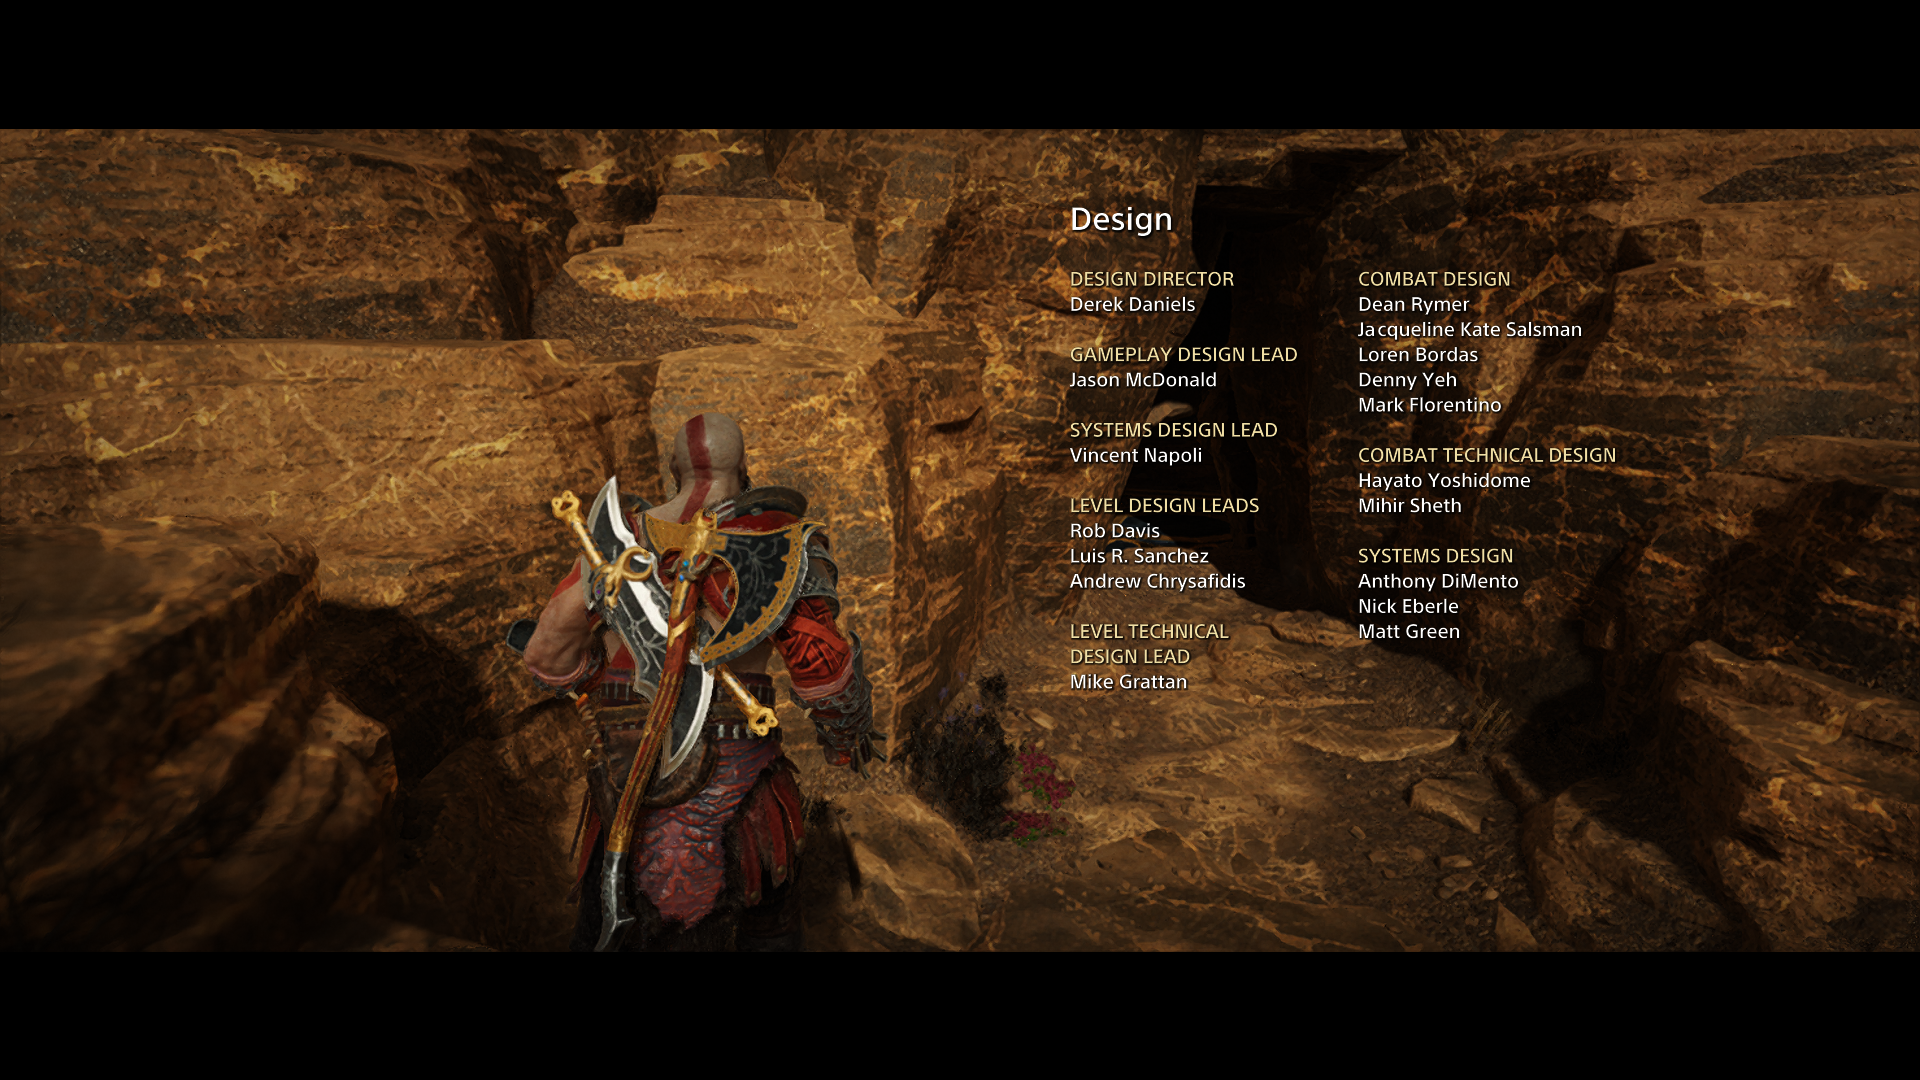 Design
DESIGN DIRECTOR
Derek Daniels
GAMEPLAY DESIGN LEAD
Jason McDonald
SYSTEMS DESIGN LEAD
Vincent Napoli
LEVEL DESIGN LEADS
Rob Davis
Luis R. Sanchez
Andrew Chrysafidis
LEVEL TECHNICAL
DESIGN LEAD
Mike Grattan
COMBAT DESIGN
Dean Rymer
Jacqueline Kate Salsman
Loren Bordas
Denny Yeh
Mark Florentino
COMBAT TECHNICAL DESIGN
Hayato Yoshidome
Mihir Sheth
SYSTEMS DESIGN
Anthony DiMento
Nick Eberle
Matt Green